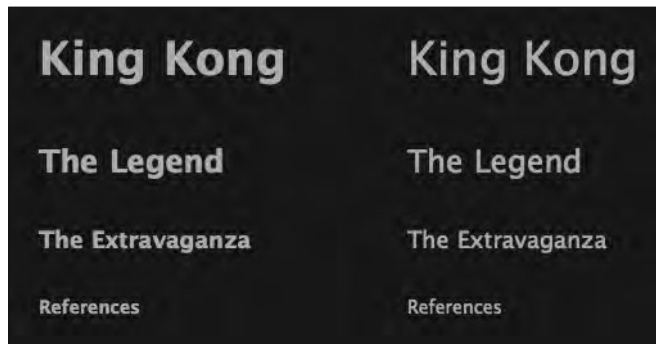 King Kong King Kong
The Legend The Legend
The Extravaganza The Extravaganza
References References